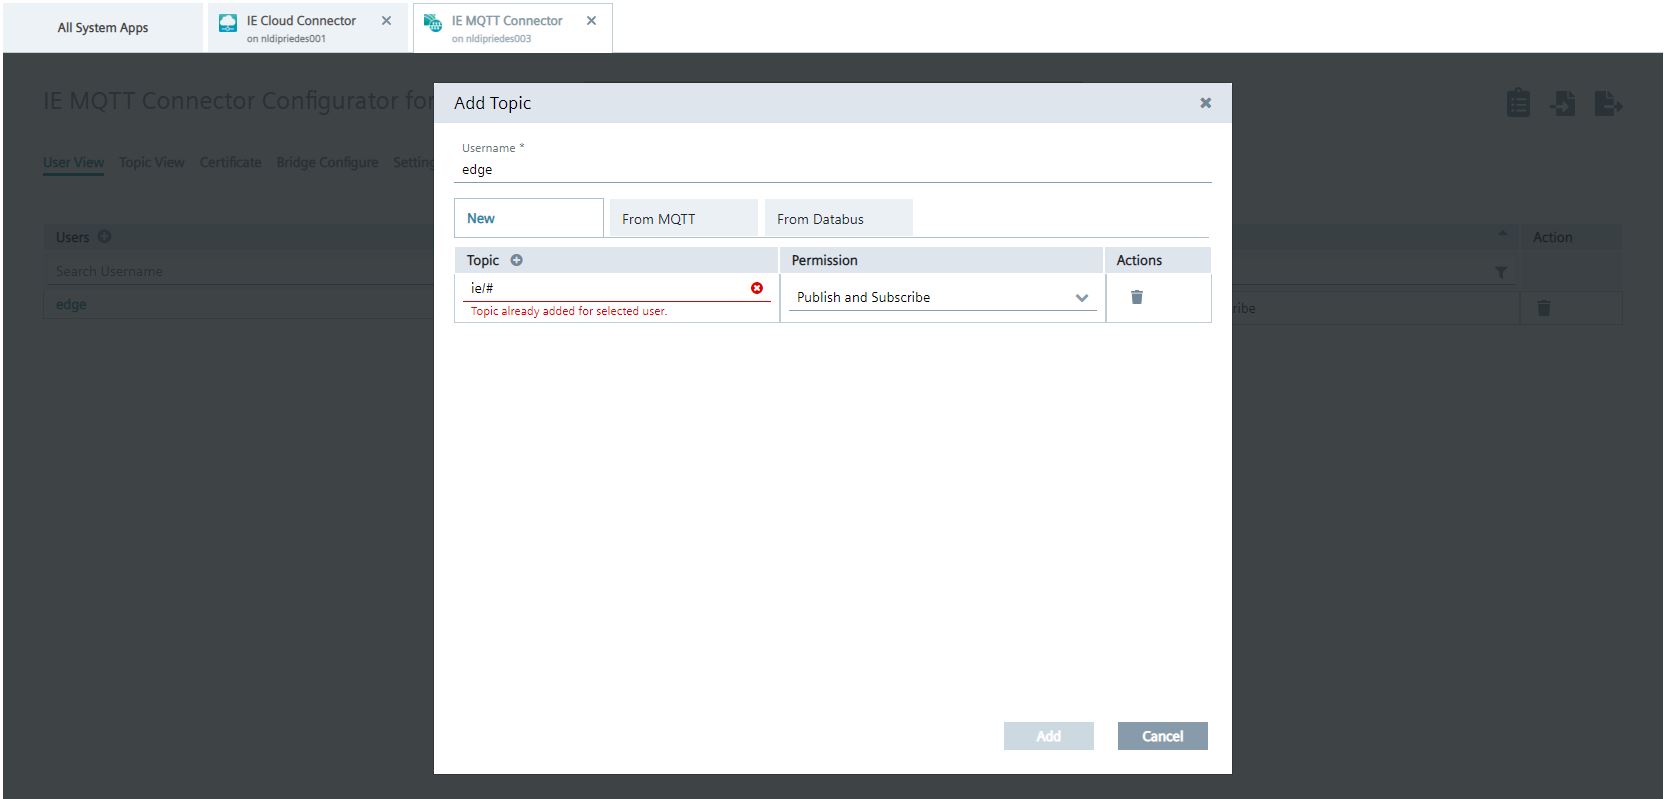 All System Apps
IE Cloud Connector
on nldipriedes001
IE MQTT Connector
on nldipriedes003
IE MQTT Connector Configurator for
User View
Topic View
Certificate
Bridge Configure
Setting
Users
Action
Search Username
edge
ribe
Add Topic
Username *
edge
New
From MQTT
From Databus
Topic
Permission
Actions
ie/#
Publish and Subscribe
Topic already added for selected user.
Add
Cancel